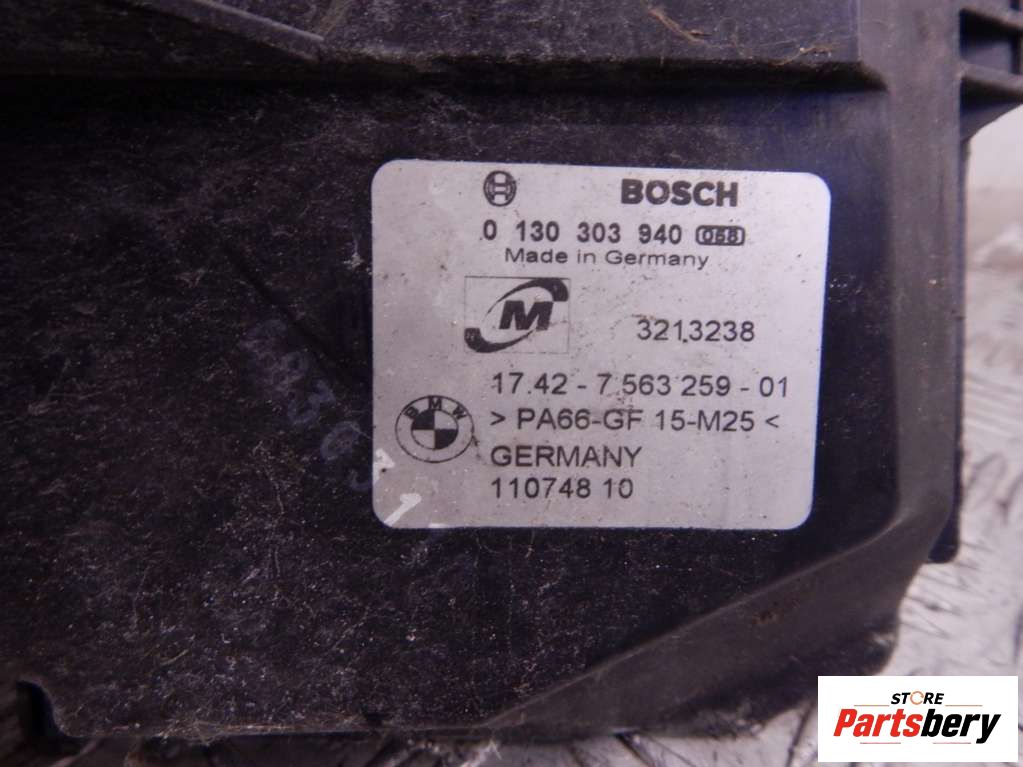 BOSCH
0 130 303 940 058
Made in Germany
M
3213238
17.42 - 7 563 259 - 01
BMW
> PA66-GF 15-M25 <
GERMANY
110748 10
STORE
Partsbery